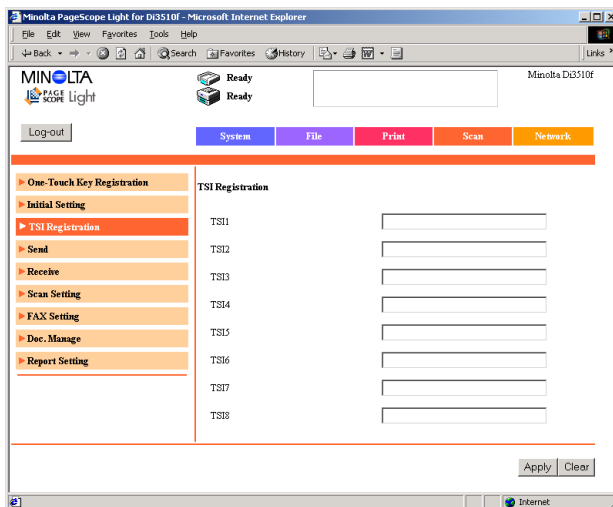 Minolta PageScope Light for Di3510f - Microsoft Internet Explorer
File Edit View Favorites Tools Help
Back Search Favorites History Links
MINOLTA
PAGE SCOPE Light
Ready
Ready
Minolta Di3510f
Log-out
System File Print Scan Network
One-Touch Key Registration
Initial Setting
TSI Registration
Send
Receive
Scan Setting
FAX Setting
Doc. Manage
Report Setting
TSI Registration
TSI1
TSI2
TSI3
TSI4
TSI5
TSI6
TSI7
TSI8
Apply Clear
Internet